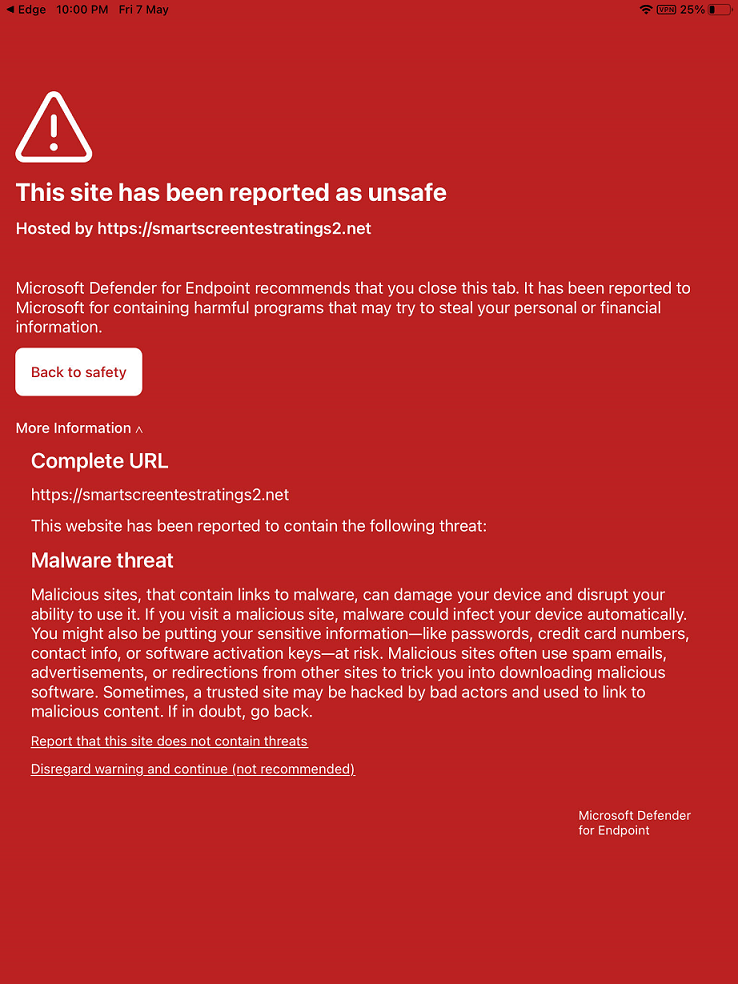 ◀ Edge 10:00 PM Fri 7 May VPN 25%
This site has been reported as unsafe
Hosted by https://smartscreentestratings2.net
Microsoft Defender for Endpoint recommends that you close this tab. It has been reported to
Microsoft for containing harmful programs that may try to steal your personal or financial
information.
Back to safety
More Information ^
Complete URL
https://smartscreentestratings2.net
This website has been reported to contain the following threat:
Malware threat
Malicious sites, that contain links to malware, can damage your device and disrupt your
ability to use it. If you visit a malicious site, malware could infect your device automatically.
You might also be putting your sensitive information—like passwords, credit card numbers,
contact info, or software activation keys—at risk. Malicious sites often use spam emails,
advertisements, or redirections from other sites to trick you into downloading malicious
software. Sometimes, a trusted site may be hacked by bad actors and used to link to
malicious content. If in doubt, go back.
Report that this site does not contain threats
Disregard warning and continue (not recommended)
Microsoft Defender
for Endpoint